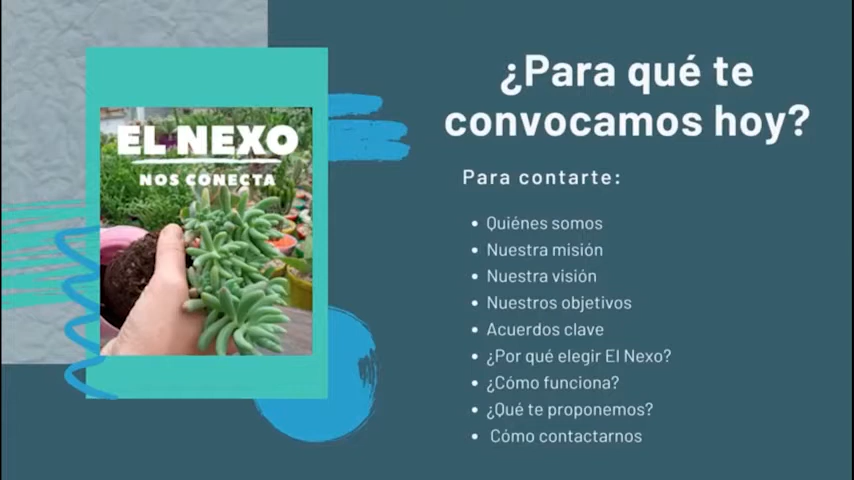 EL NEXO
NOS CONECTA
¿Para qué te
convocamos hoy?
Para contarte:
• Quiénes somos
• Nuestra misión
• Nuestra visión
• Nuestros objetivos
• Acuerdos clave
• ¿Por qué elegir El Nexo?
• ¿Cómo funciona?
• ¿Qué te proponemos?
• Cómo contactarnos